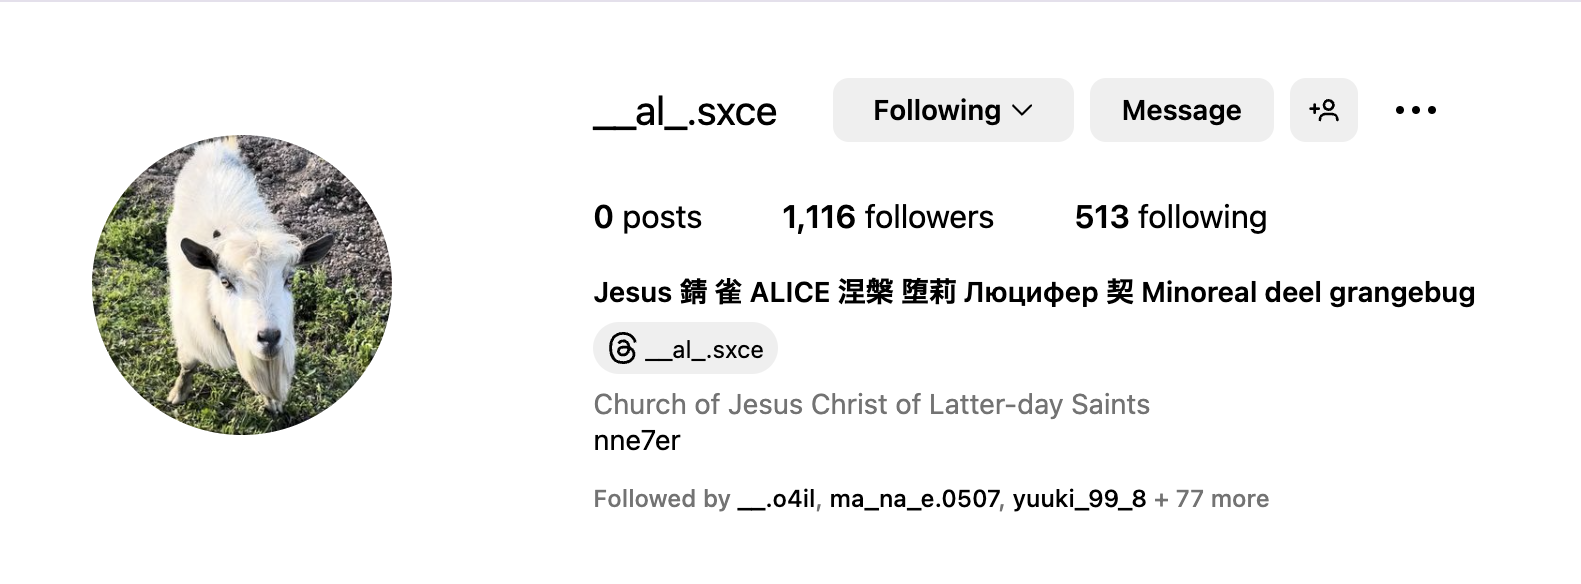 __al_.sxce Following Message
0 posts 1,116 followers 513 following
Jesus 錆 雀 ALICE 涅槃 堕莉 Люцифер 契 Minoreal deel grangebug
__al_.sxce
Church of Jesus Christ of Latter-day Saints
nne7er
Followed by __.o4il, ma_na_e.0507, yuuki_99_8 + 77 more